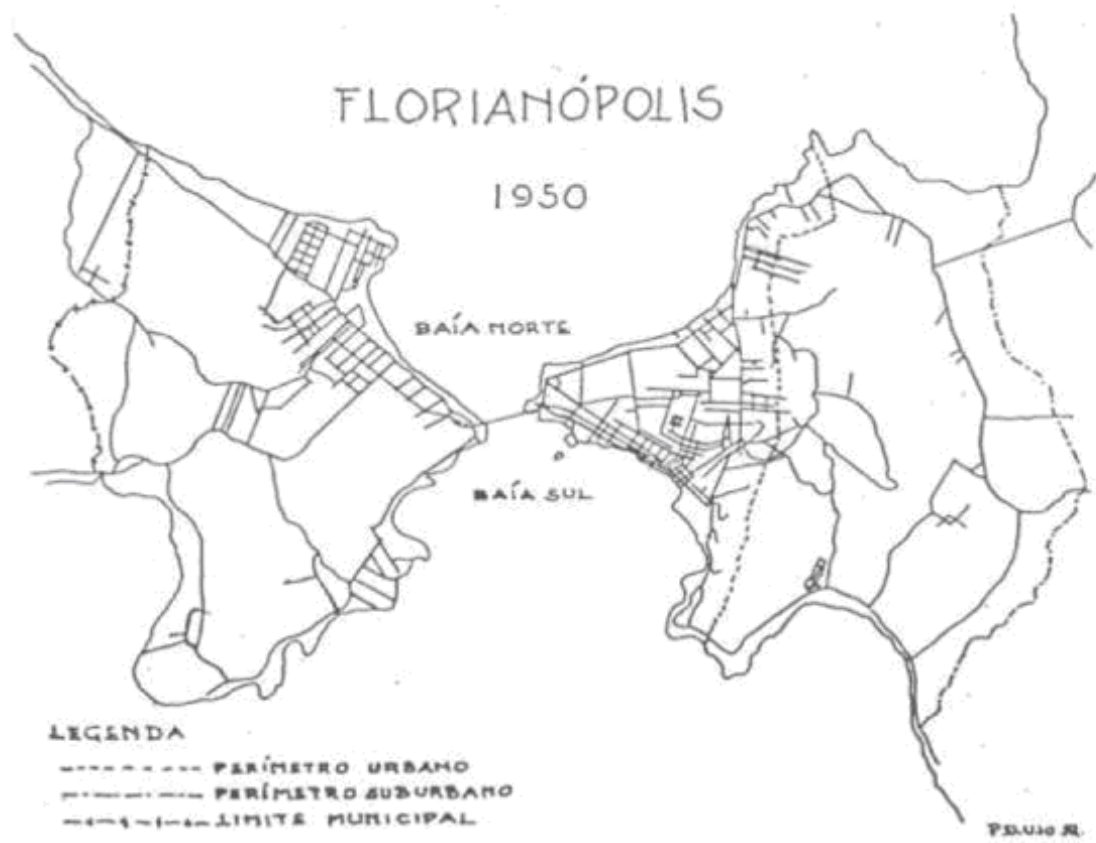 FLORIANÓPOLIS
1950
BAÍA NORTE
BAÍA SUL
LEGENDA
PERÍMETRO URBANO
PERÍMETRO SUBURBANO
LIMITE MUNICIPAL